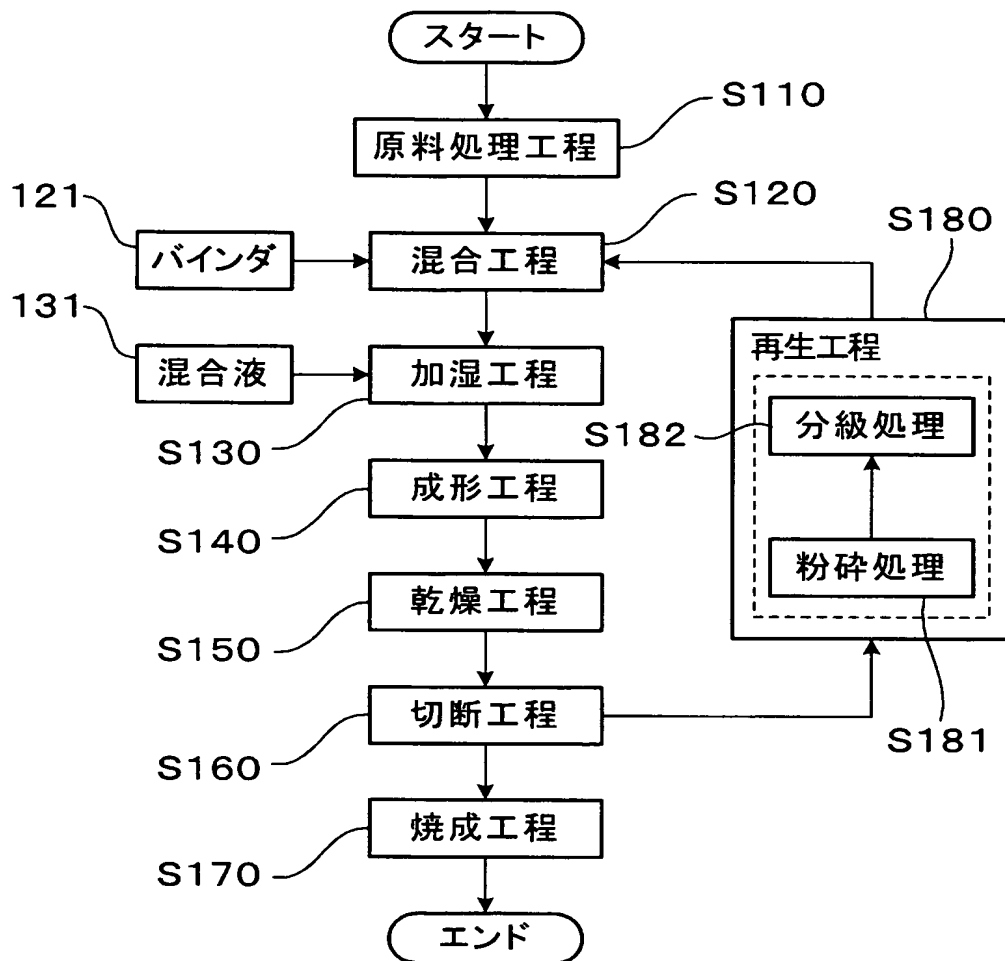 スタート
S110
原料処理工程
121
S120
S180
バインダ
混合工程
131
再生工程
混合液
加湿工程
S130
S182
分級処理
成形工程
S140
粉砕処理
乾燥工程
S150
切断工程
S160
S181
焼成工程
S170
エンド